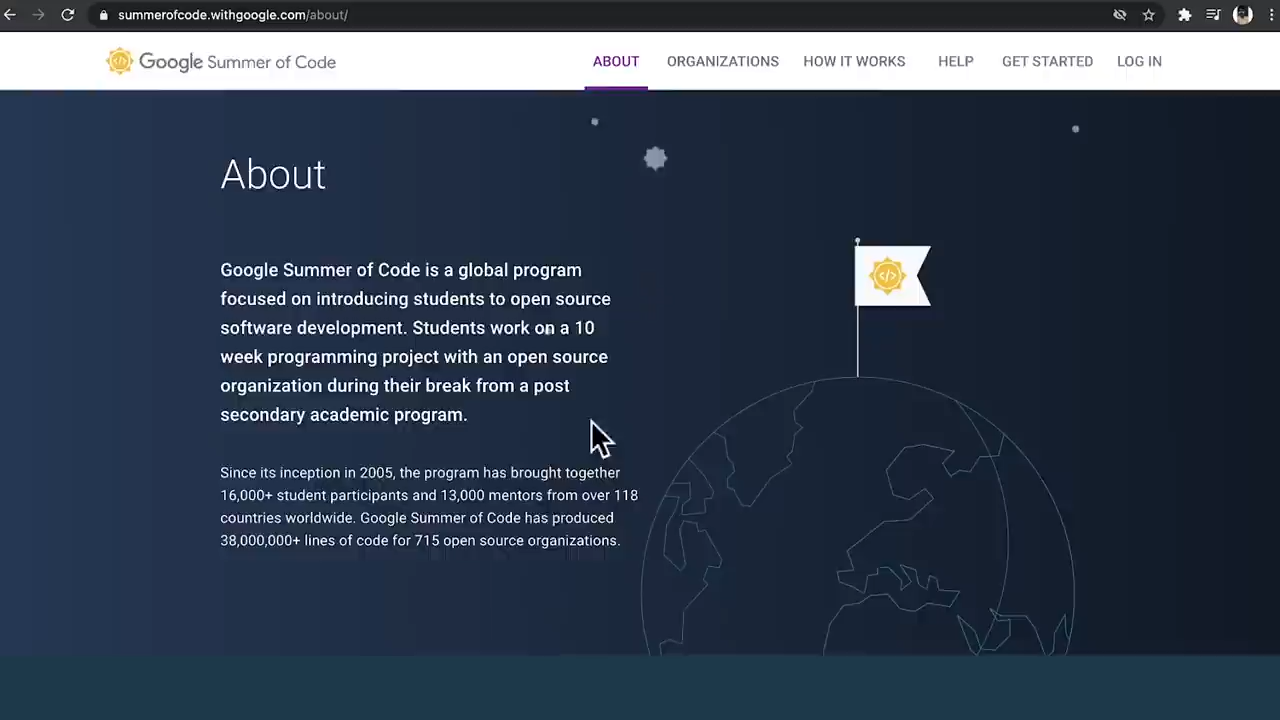 summerofcode.withgoogle.com/about/
Google Summer of Code
ABOUT ORGANIZATIONS HOW IT WORKS HELP GET STARTED LOG IN
About
Google Summer of Code is a global program
focused on introducing students to open source
software development. Students work on a 10
week programming project with an open source
organization during their break from a post
secondary academic program.
Since its inception in 2005, the program has brought together
16,000+ student participants and 13,000 mentors from over 118
countries worldwide. Google Summer of Code has produced
38,000,000+ lines of code for 715 open source organizations.